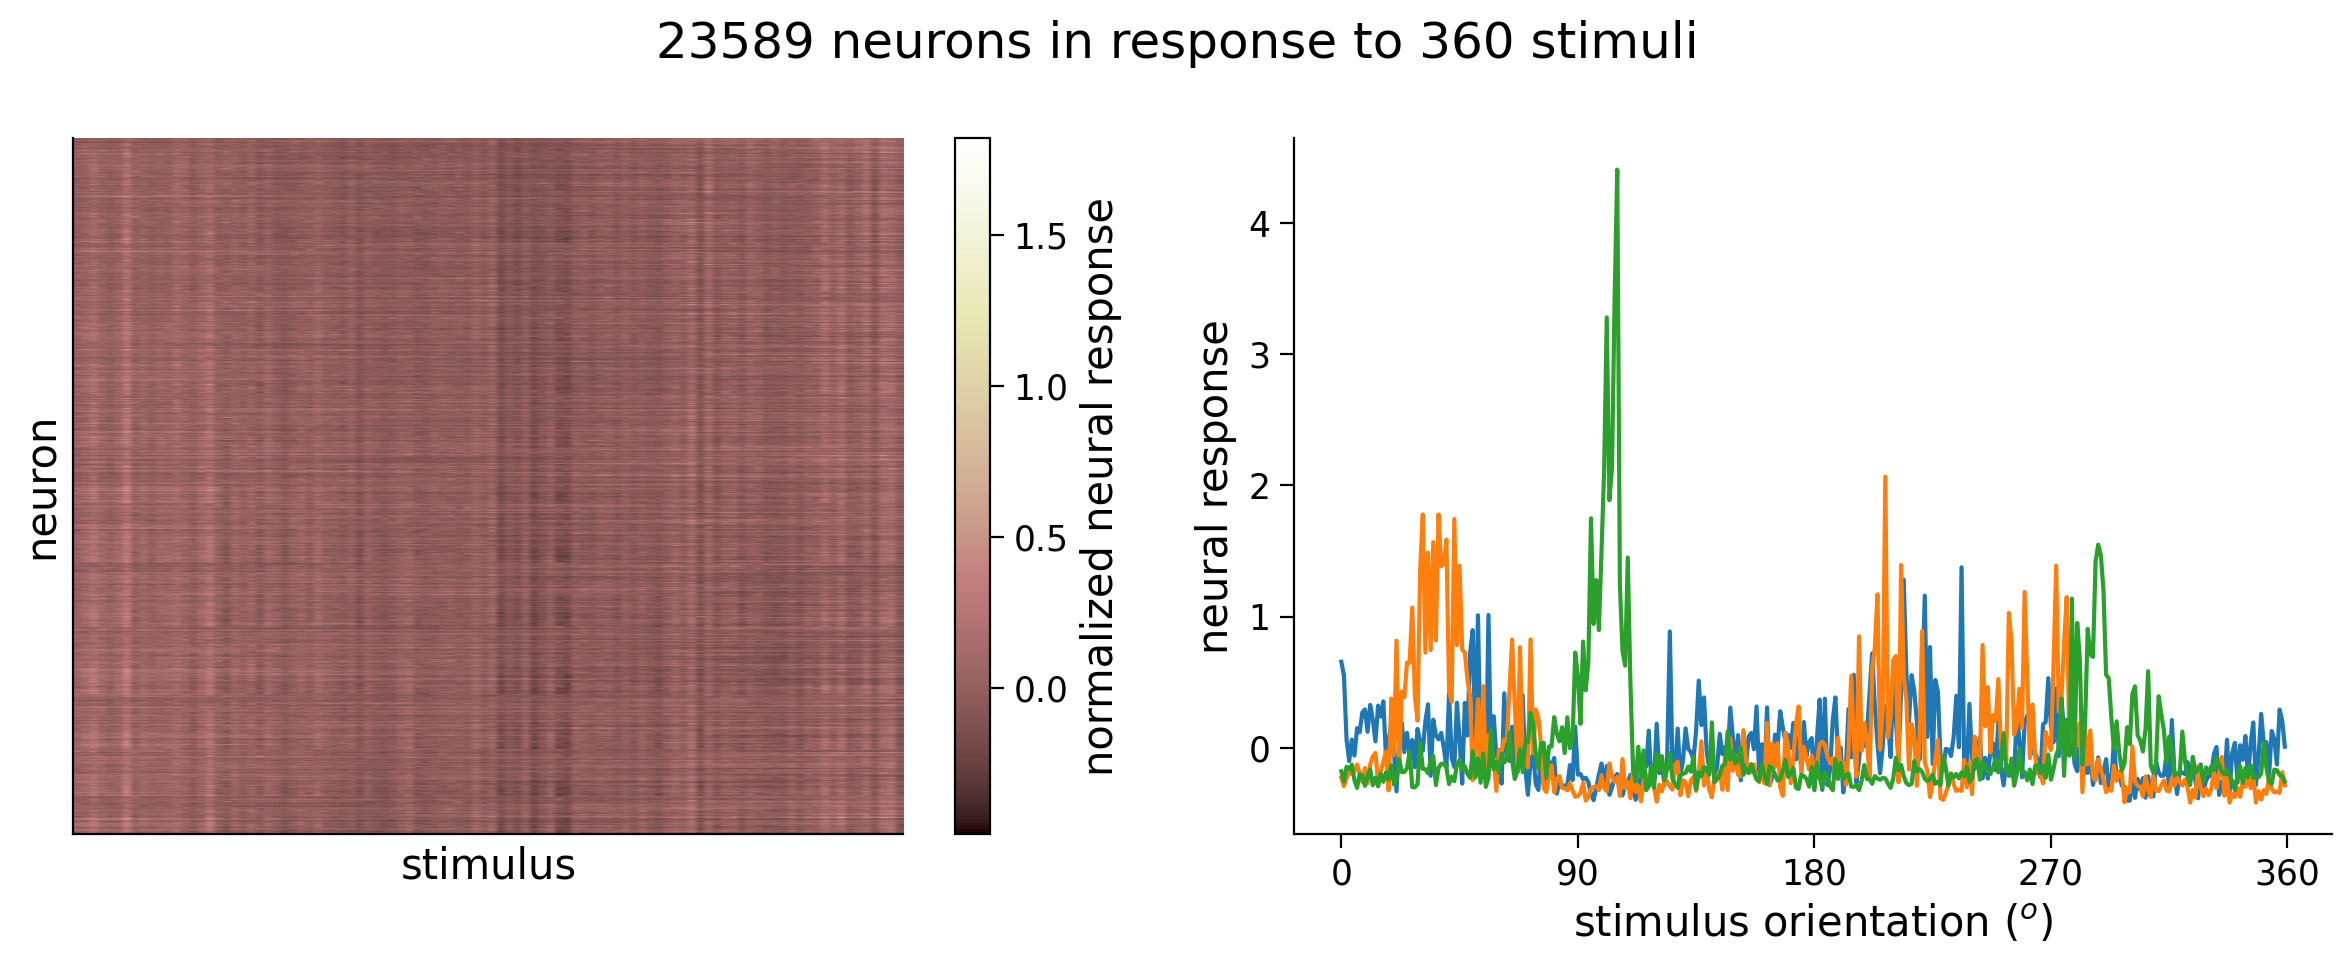 23589 neurons in response to 360 stimuli
neuron
stimulus
1.5
1.0
0.5
0.0
normalized neural response
neural response
4
3
2
1
0
0 90 180 270 360
stimulus orientation (o)